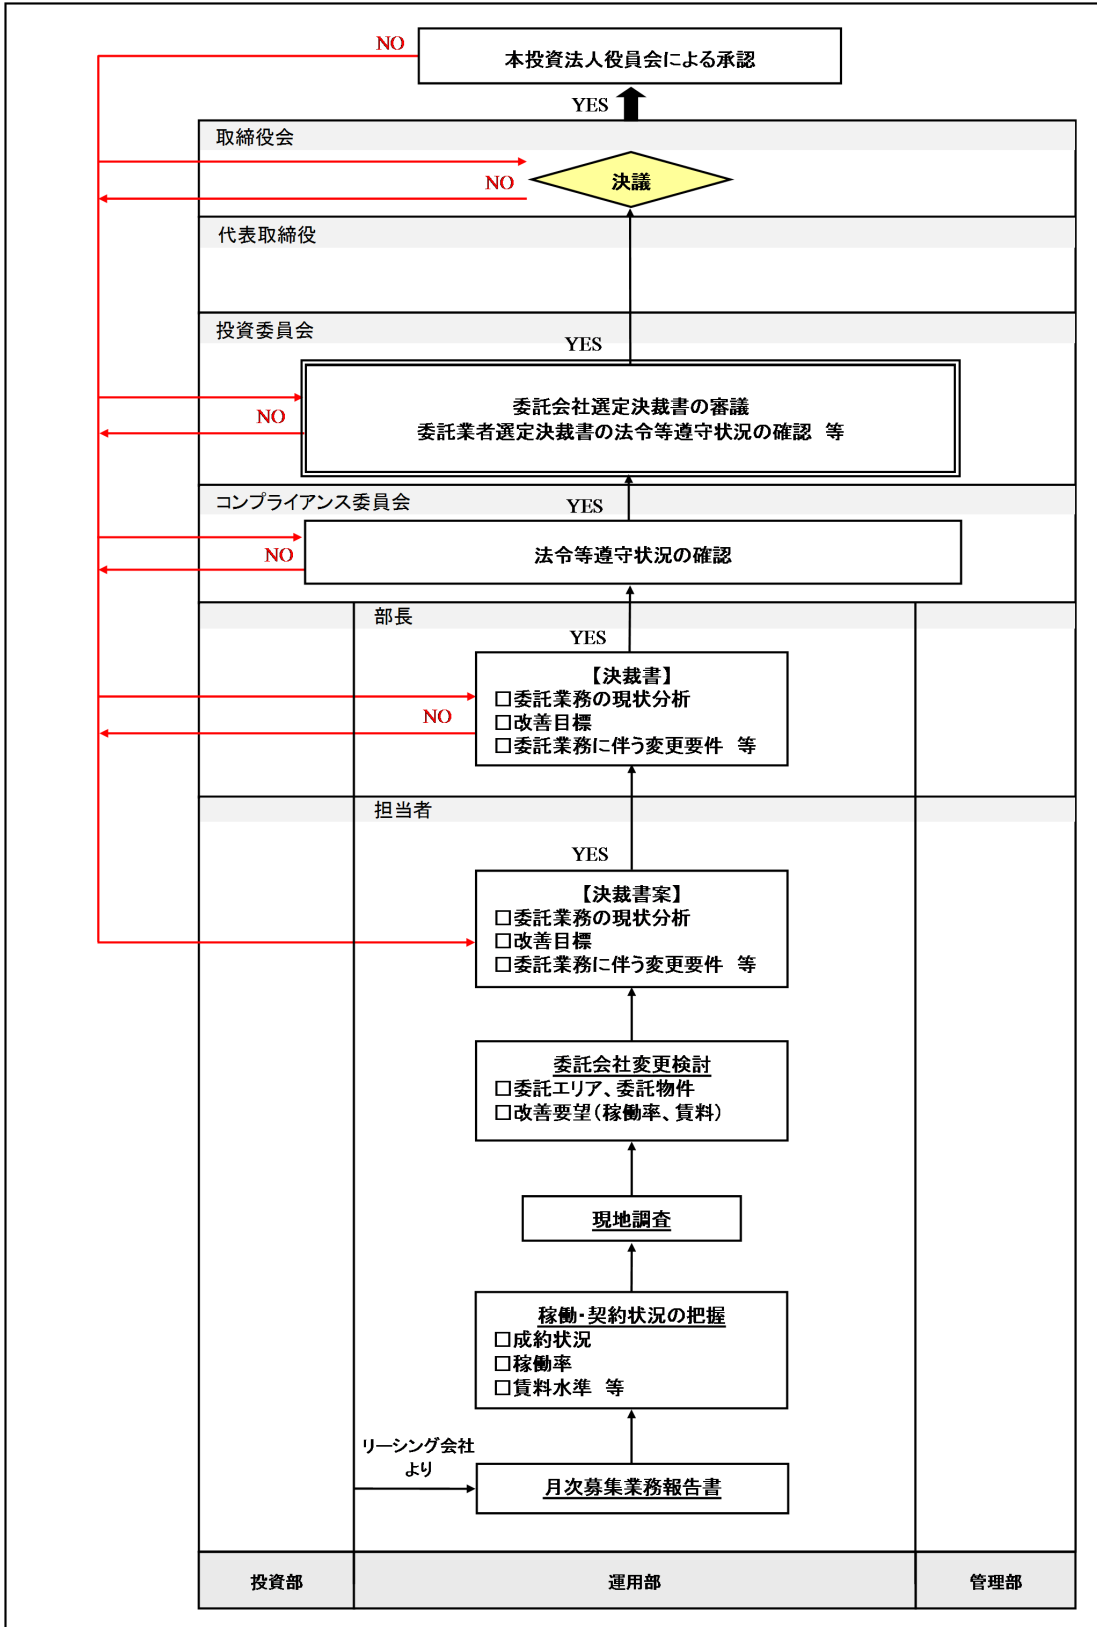 NO
本投資法人役員会による承認
YES
取締役会
NO
決議
代表取締役
投資委員会
YES
委託会社選定決裁書の審議
NO
委託業者選定決裁書の法令等遵守状況の確認 等
コンプライアンス委員会
YES
NO
法令等遵守状況の確認
部長
YES
【決裁書】
□委託業務の現状分析
NO
□改善目標
□委託業務に伴う変更要件 等
担当者
YES
【決裁書案】
□委託業務の現状分析
□改善目標
□委託業務に伴う変更要件 等
委託会社変更検討
□委託エリア、委託物件
□改善要望(稼働率、賃料)
現地調査
稼働・契約状況の把握
□成約状況
□稼働率
□賃料水準 等
リーシング会社
より
月次募集業務報告書
投資部
運用部
管理部